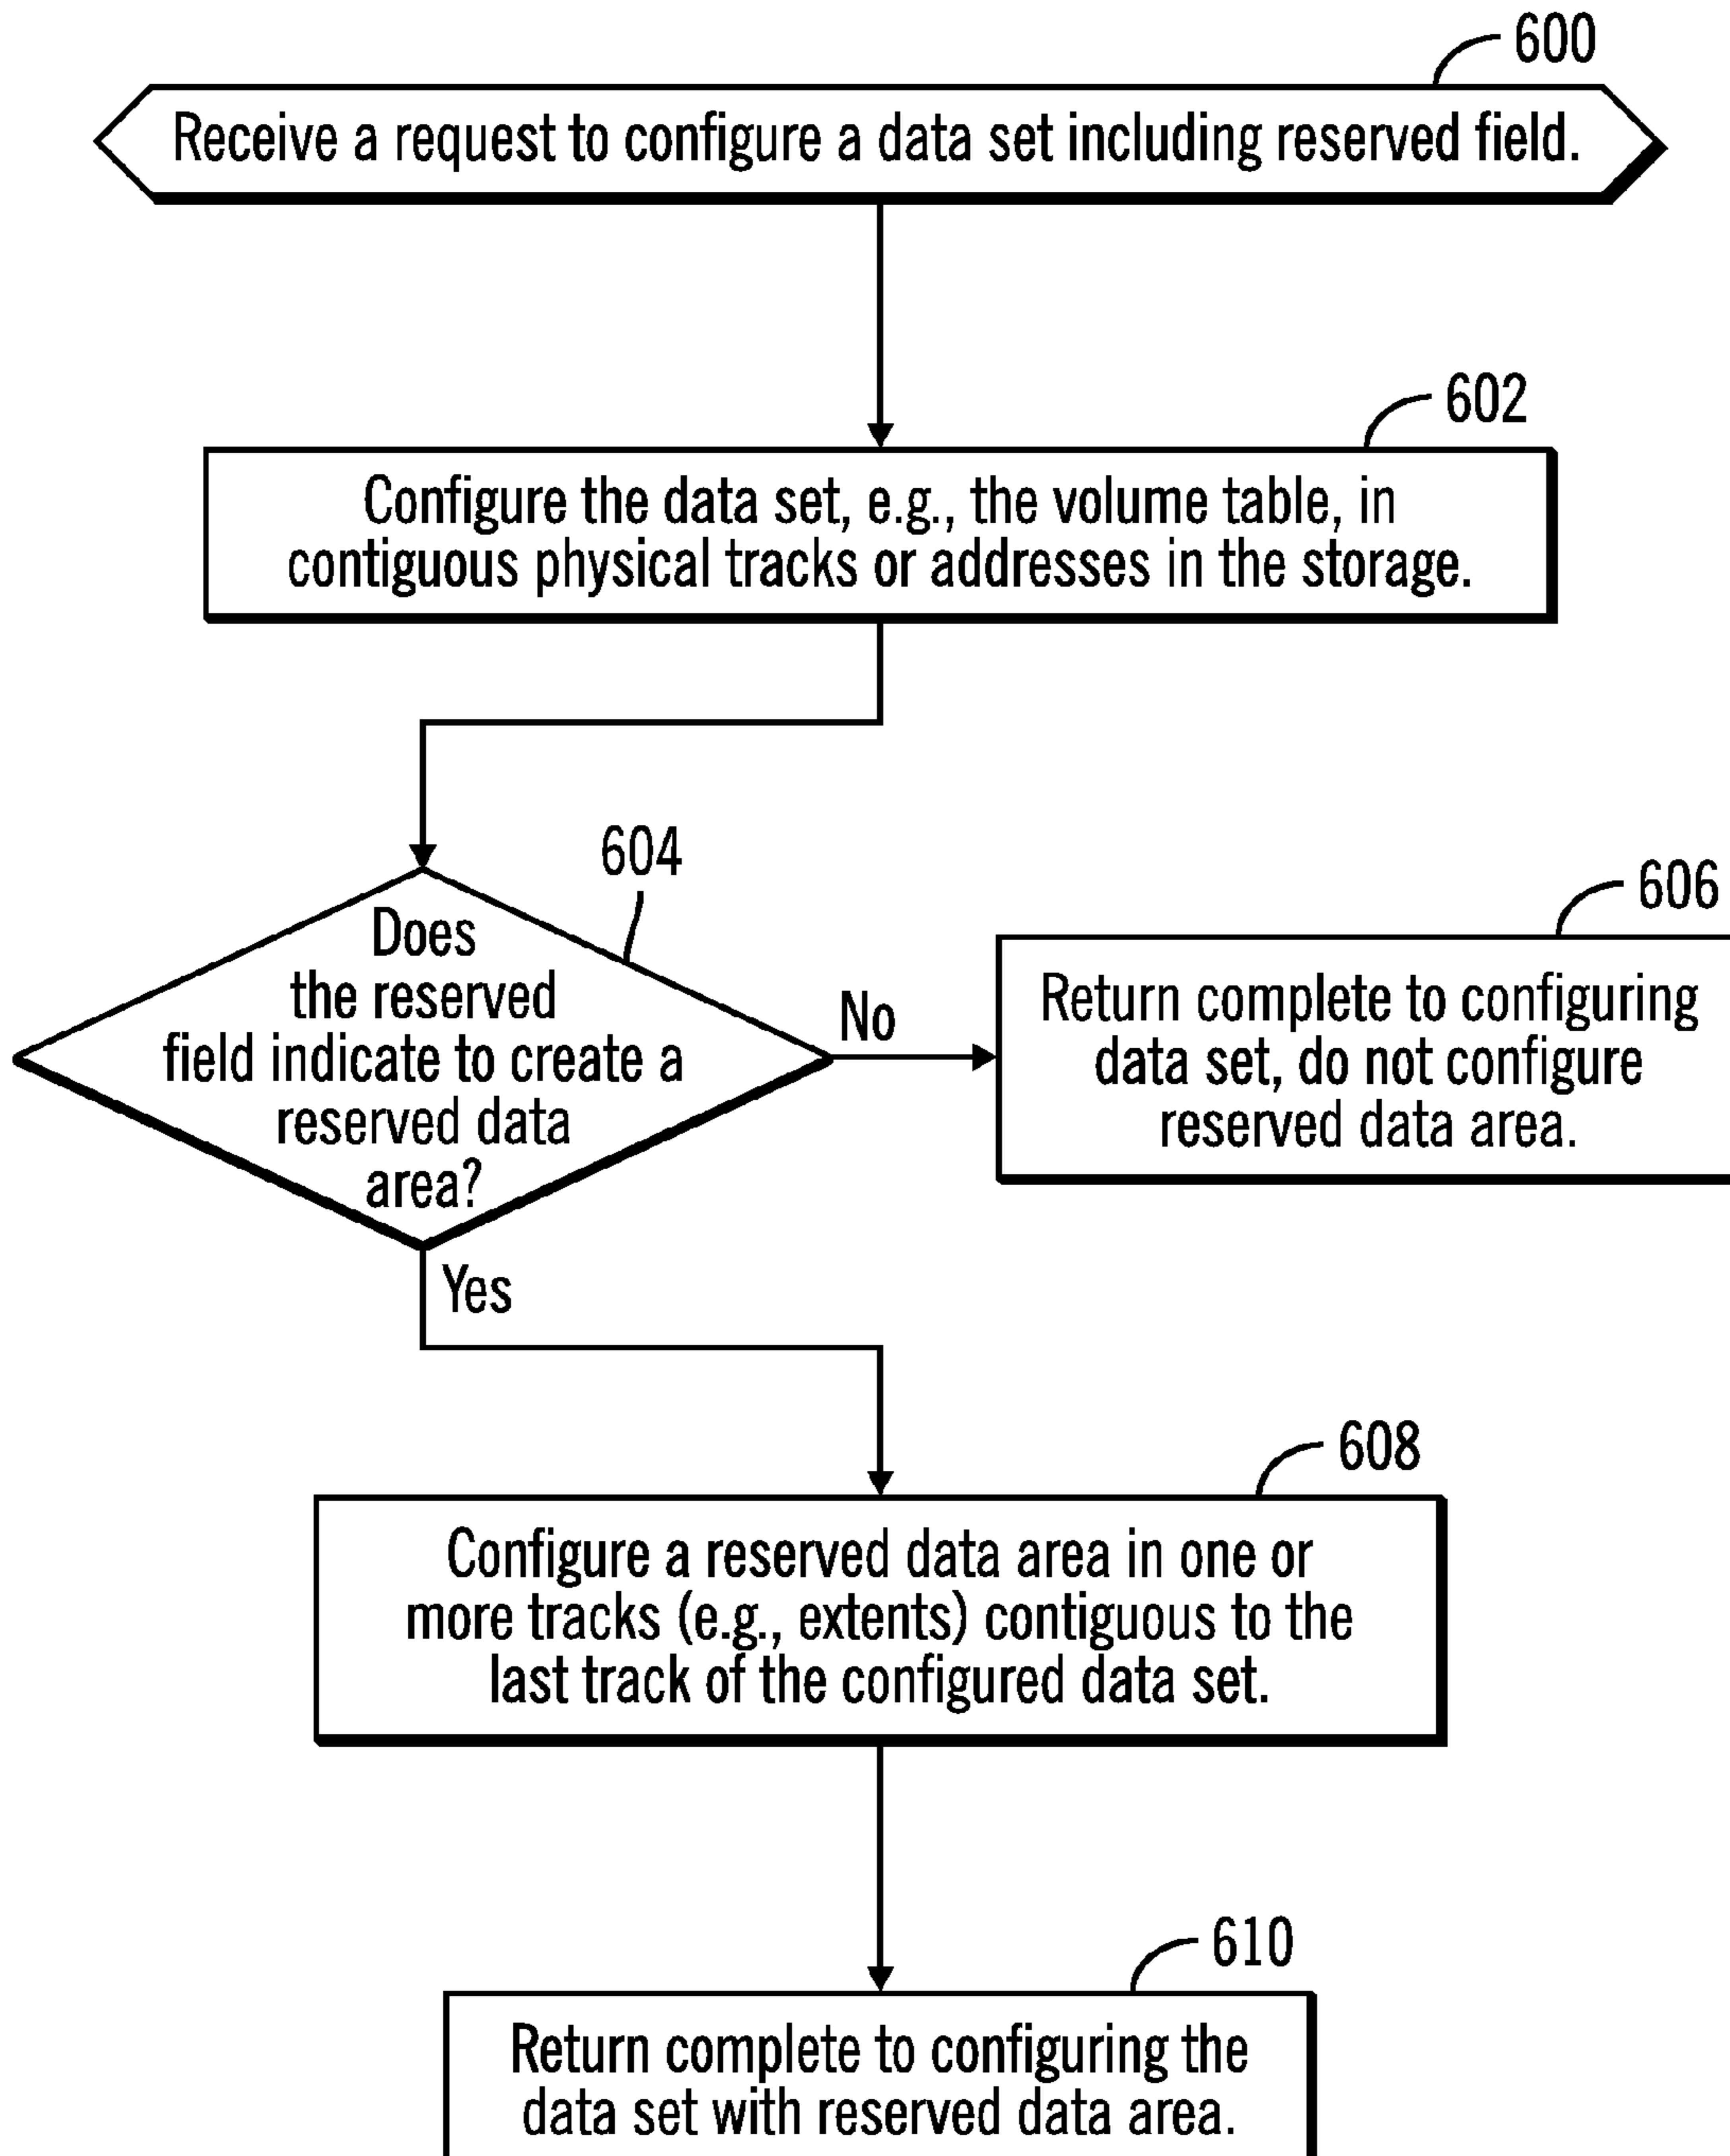 600
Receive a request to configure a data set including reserved field.
602
Configure the data set, e.g., the volume table, in
contiguous physical tracks or addresses in the storage.
604
Does
the reserved
field indicate to create a
reserved data
area?
No
606
Return complete to configuring
data set, do not configure
reserved data area.
Yes
608
Configure a reserved data area in one or
more tracks (e.g., extents) contiguous to the
last track of the configured data set.
610
Return complete to configuring the
data set with reserved data area.